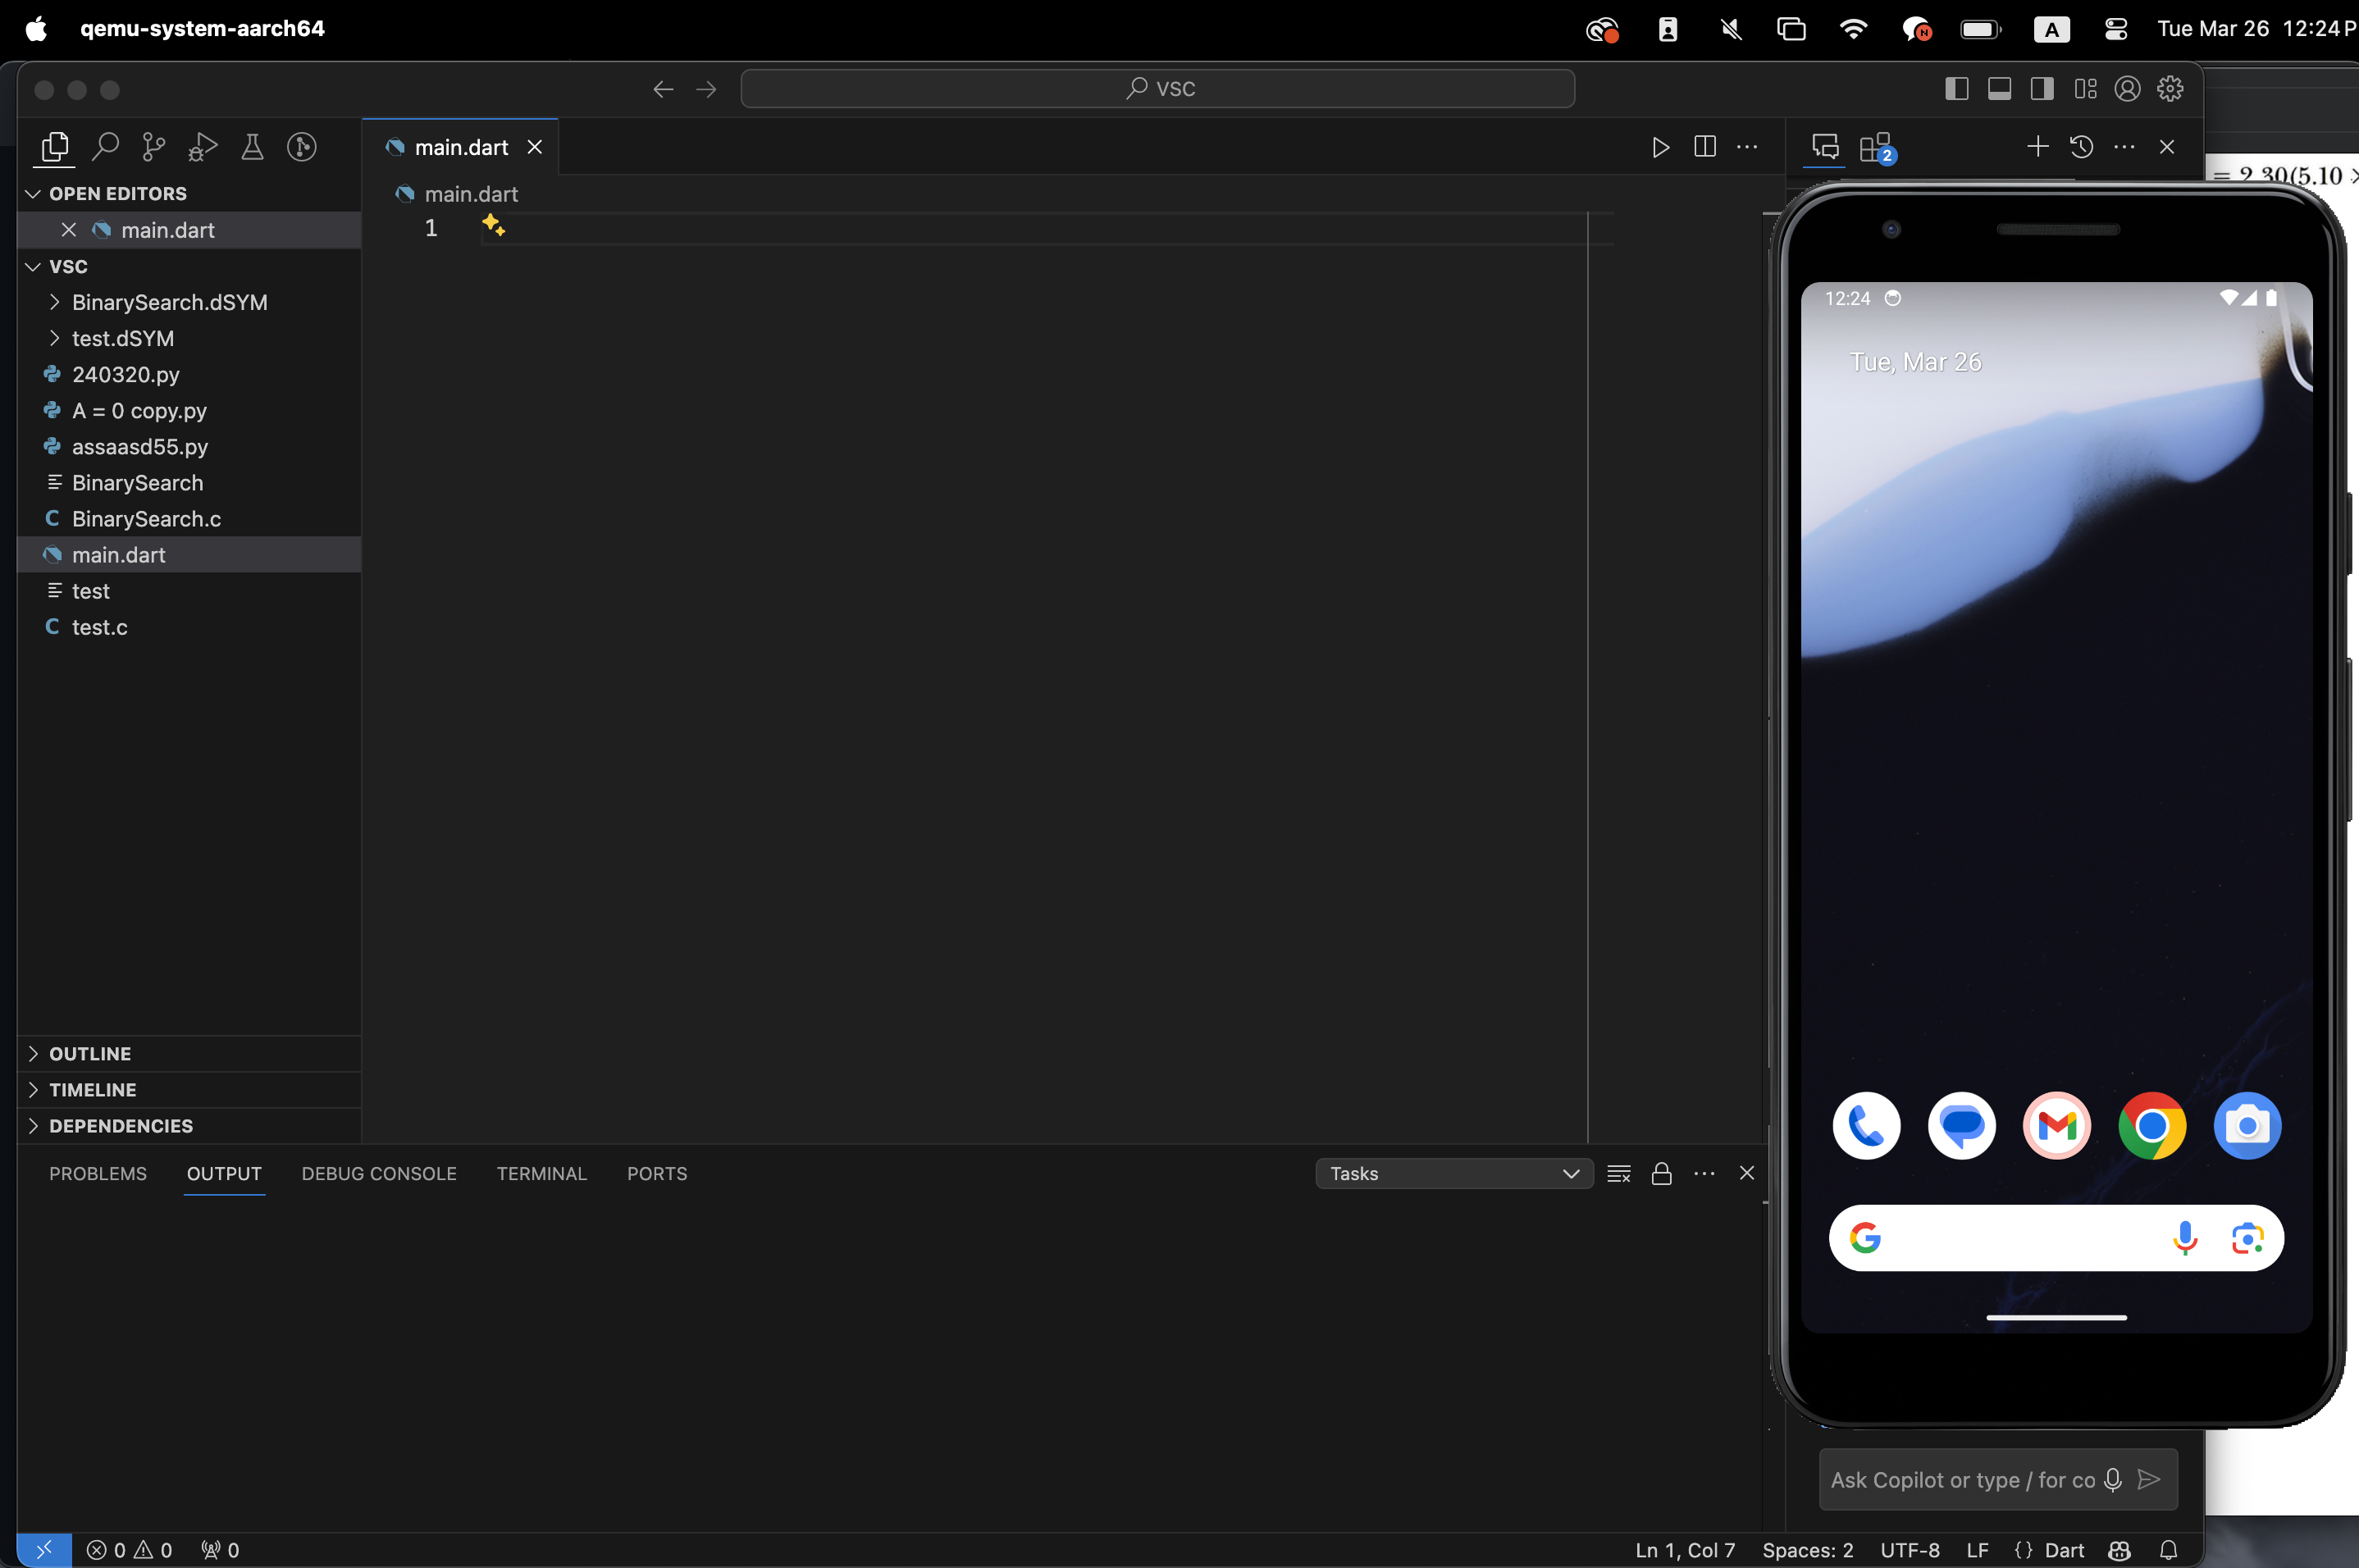 qemu-system-aarch64
A
Tue Mar 26 12:24P
VSC
main.dart
2
= 2.30(5.10 ×
OPEN EDITORS
main.dart
main.dart
1
VSC
BinarySearch.dSYM
test.dSYM
240320.py
A = 0 copy.py
assaasd55.py
BinarySearch
C BinarySearch.c
main.dart
test
C test.c
OUTLINE
TIMELINE
DEPENDENCIES
12:24
Tue, Mar 26
PROBLEMS OUTPUT DEBUG CONSOLE TERMINAL PORTS
Tasks
Ask Copilot or type / for co
0 0 0
Ln 1, Col 7 Spaces: 2 UTF-8 LF {} Dart